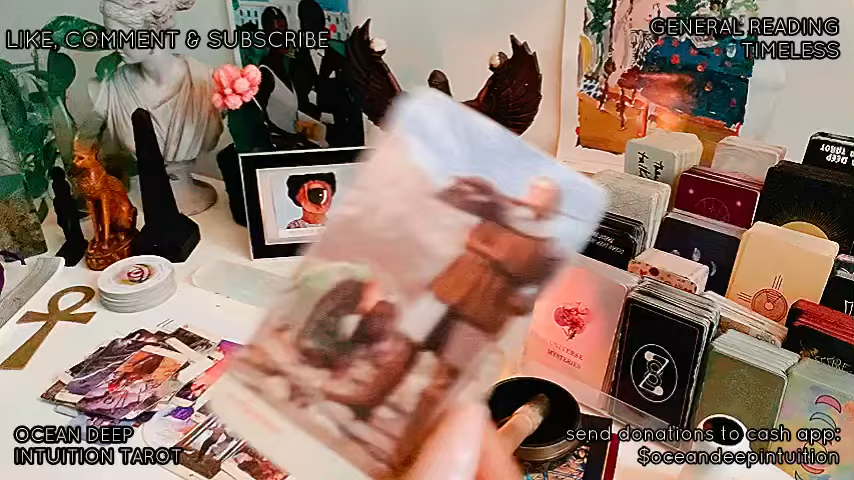 LIKE, COMMENT & SUBSCRIBE
GENERAL READING
TIMELESS
UNIVERSE
MYSTERIES
OCEAN DEEP
INTUITION TAROT
send donations to cash app:
$oceandeepintuition